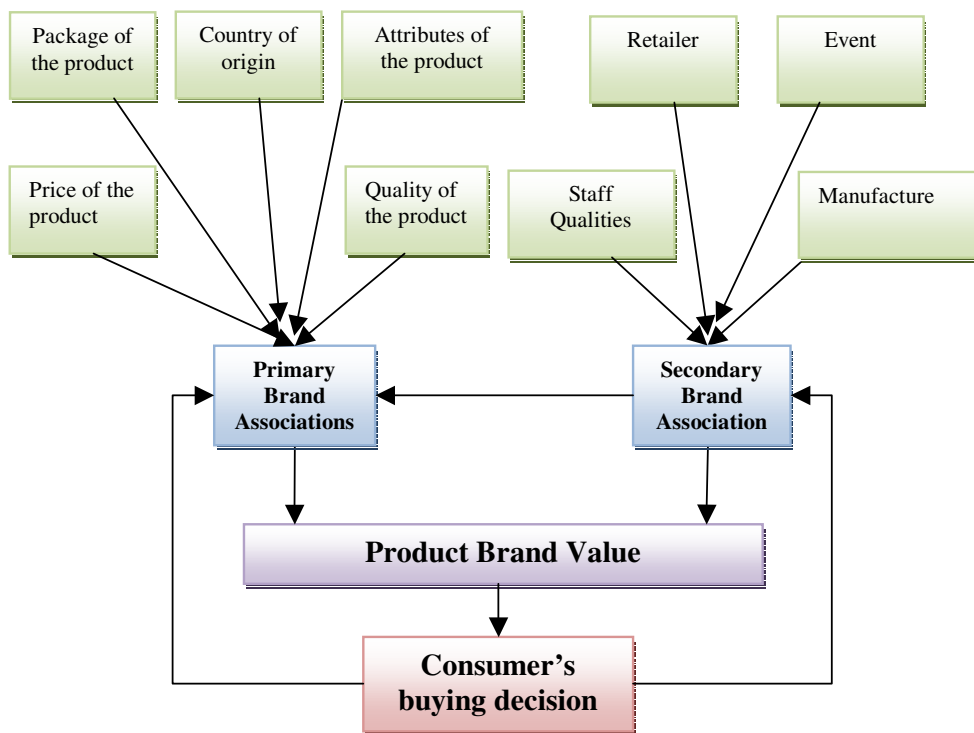 Package of
the product
Country of
origin
Attributes of
the product
Retailer
Event
Price of the
product
Quality of
the product
Staff
Qualities
Manufacture
Primary
Brand
Associations
Secondary
Brand
Association
Product Brand Value
Consumer’s
buying decision